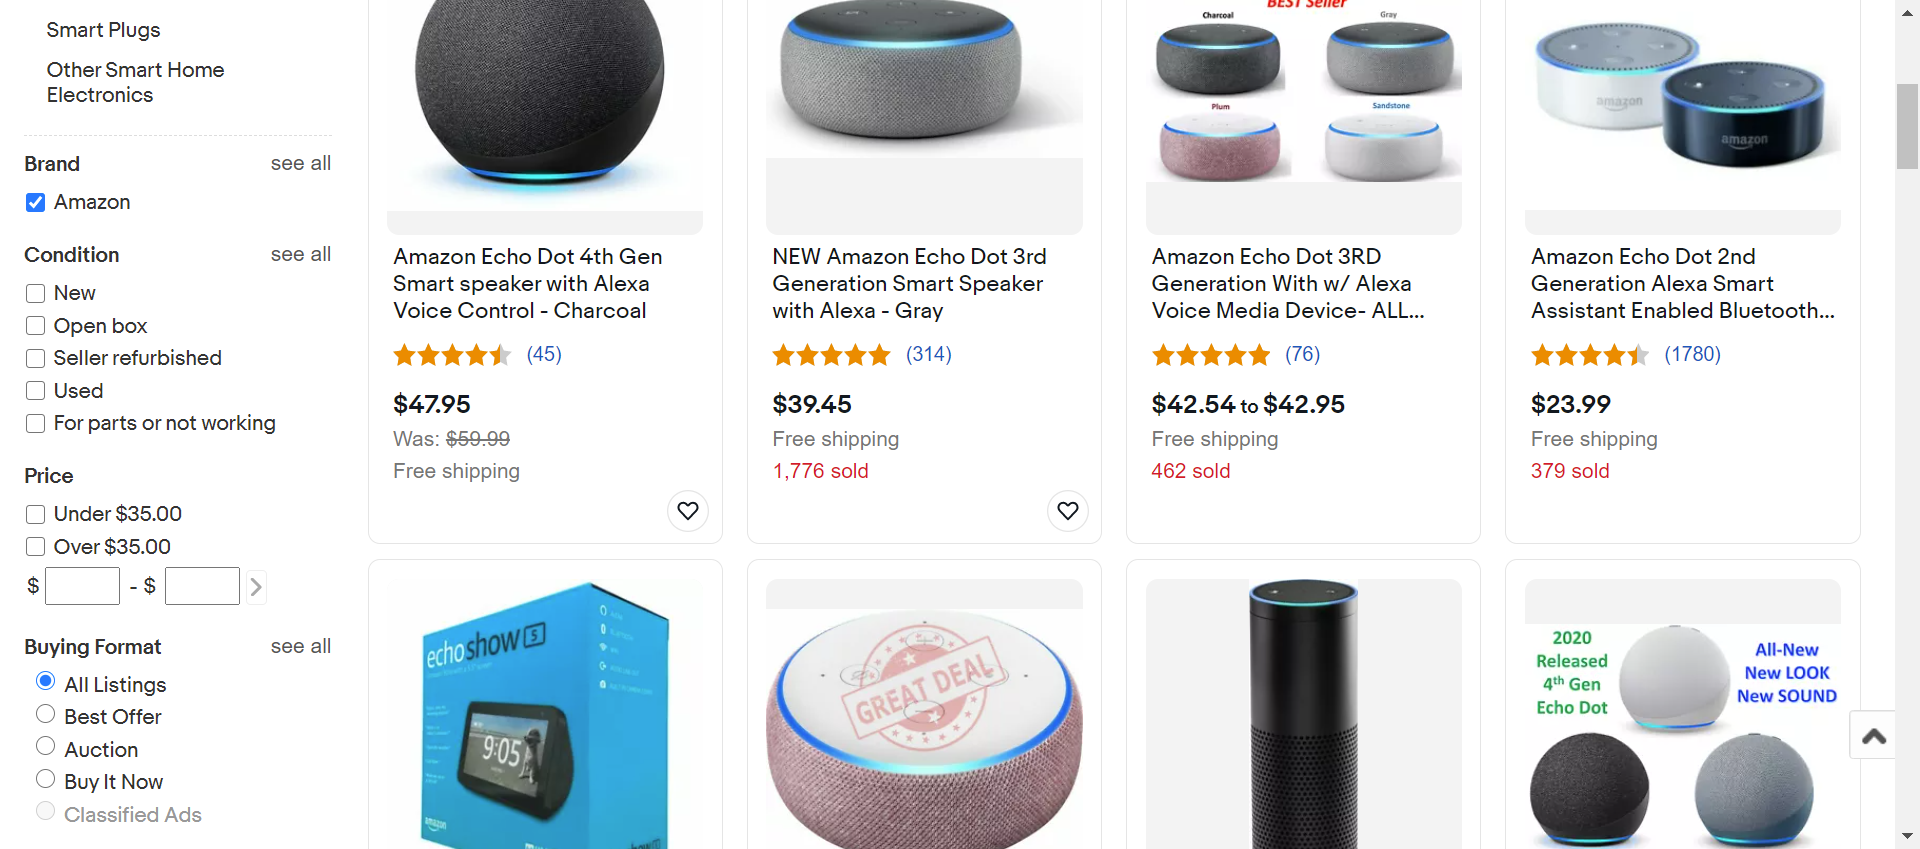 Smart Plugs
Other Smart Home
Electronics
Brand
see all
Amazon
Condition
see all
New
Open box
Seller refurbished
Used
For parts or not working
Price
Under $35.00
Over $35.00
$
- $
Buying Format
see all
All Listings
Best Offer
Auction
Buy It Now
Classified Ads
Amazon Echo Dot 4th Gen
Smart speaker with Alexa
Voice Control - Charcoal
(45)
$47.95
Was: $59.99
Free shipping
NEW Amazon Echo Dot 3rd
Generation Smart Speaker
with Alexa - Gray
(314)
$39.45
Free shipping
1,776 sold
BEST Seller
Charcoal
Gray
Plum
Sandstone
Amazon Echo Dot 3RD
Generation With w/ Alexa
Voice Media Device- ALL...
(76)
$42.54 to $42.95
Free shipping
462 sold
amazon
amazon
Amazon Echo Dot 2nd
Generation Alexa Smart
Assistant Enabled Bluetooth...
(1780)
$23.99
Free shipping
379 sold
echo show 5
9:05
amazon
GREAT DEAL
2020
Released
4th Gen
Echo Dot
All-New
New LOOK
New SOUND